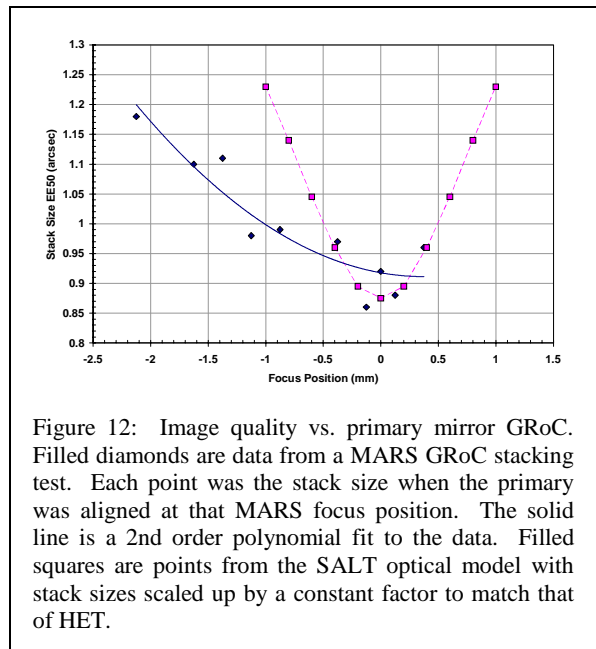 1.3
1.25
1.2
1.15
1.1
1.05
1
0.95
0.9
0.85
0.8
Stack Size EE50 (arcsec)
-2.5 -2 -1.5 -1 -0.5 0 0.5 1 1.5
Focus Position (mm)
Figure 12: Image quality vs. primary mirror GRoC.
Filled diamonds are data from a MARS GRoC stacking
test. Each point was the stack size when the primary
was aligned at that MARS focus position. The solid
line is a 2nd order polynomial fit to the data. Filled
squares are points from the SALT optical model with
stack sizes scaled up by a constant factor to match that
of HET.